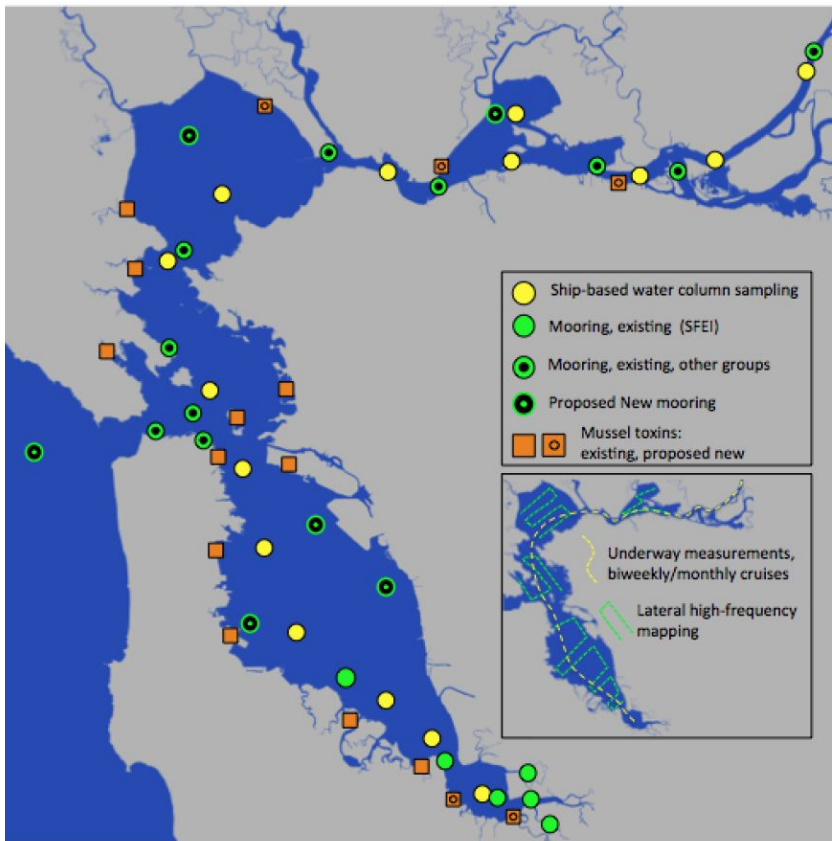 Ship-based water column sampling
Mooring, existing (SFEI)
Mooring, existing, other groups
Proposed New mooring
Mussel toxins:
existing, proposed new
Underway measurements,
biweekly/monthly cruises
Lateral high-frequency
mapping